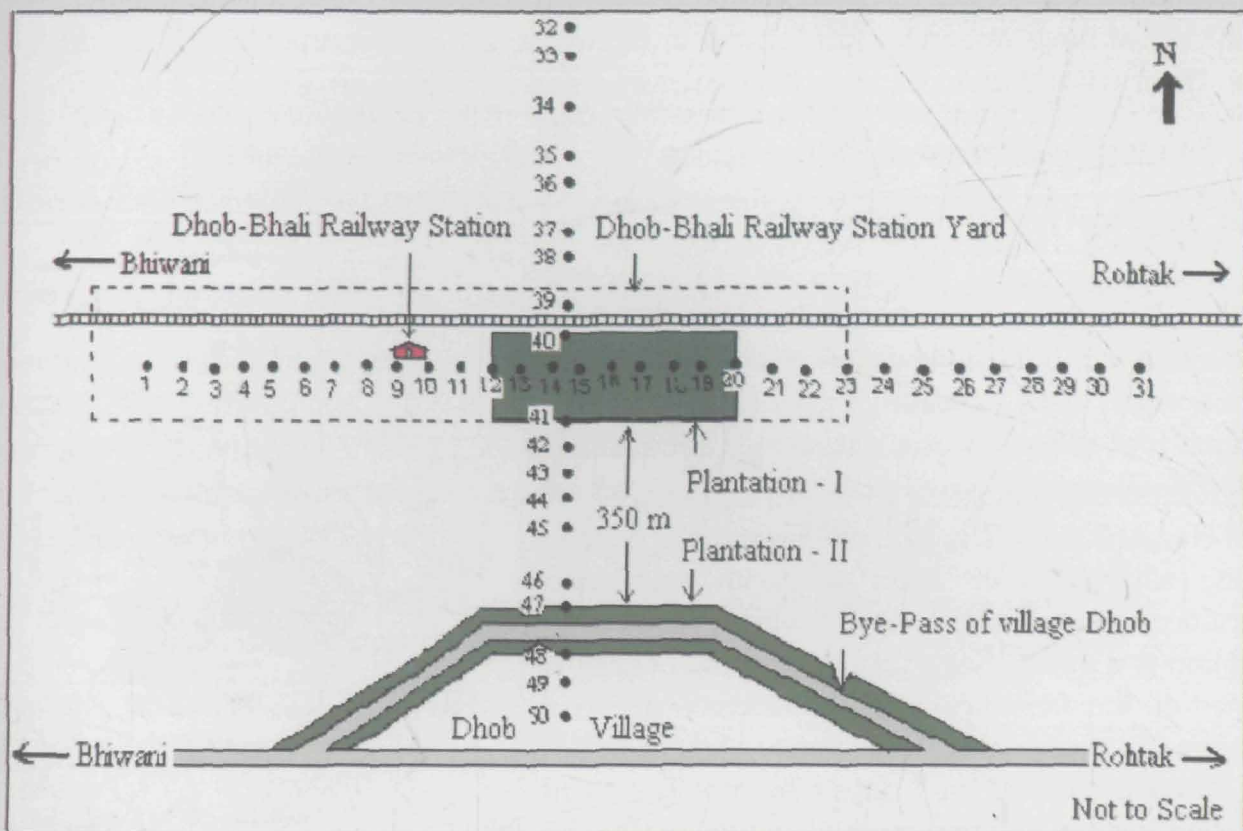 32
33
N
34
35
36
Dhob-Bhali Railway Station
37
Dhob-Bhali Railway Station Yard
38
← Bhiwani
Rohtak →
39
40
1 2 3 4 5 6 7 8 9 10 11 12 13 14 15 16 17 18 19 20 21 22 23 24 25 26 27 28 29 30 31
41
42
43
Plantation - I
44
350 m
45
Plantation - II
46
47
Bye-Pass of village Dhob
48
49
50
Dhob Village
← Bhiwani
Rohtak →
Not to Scale